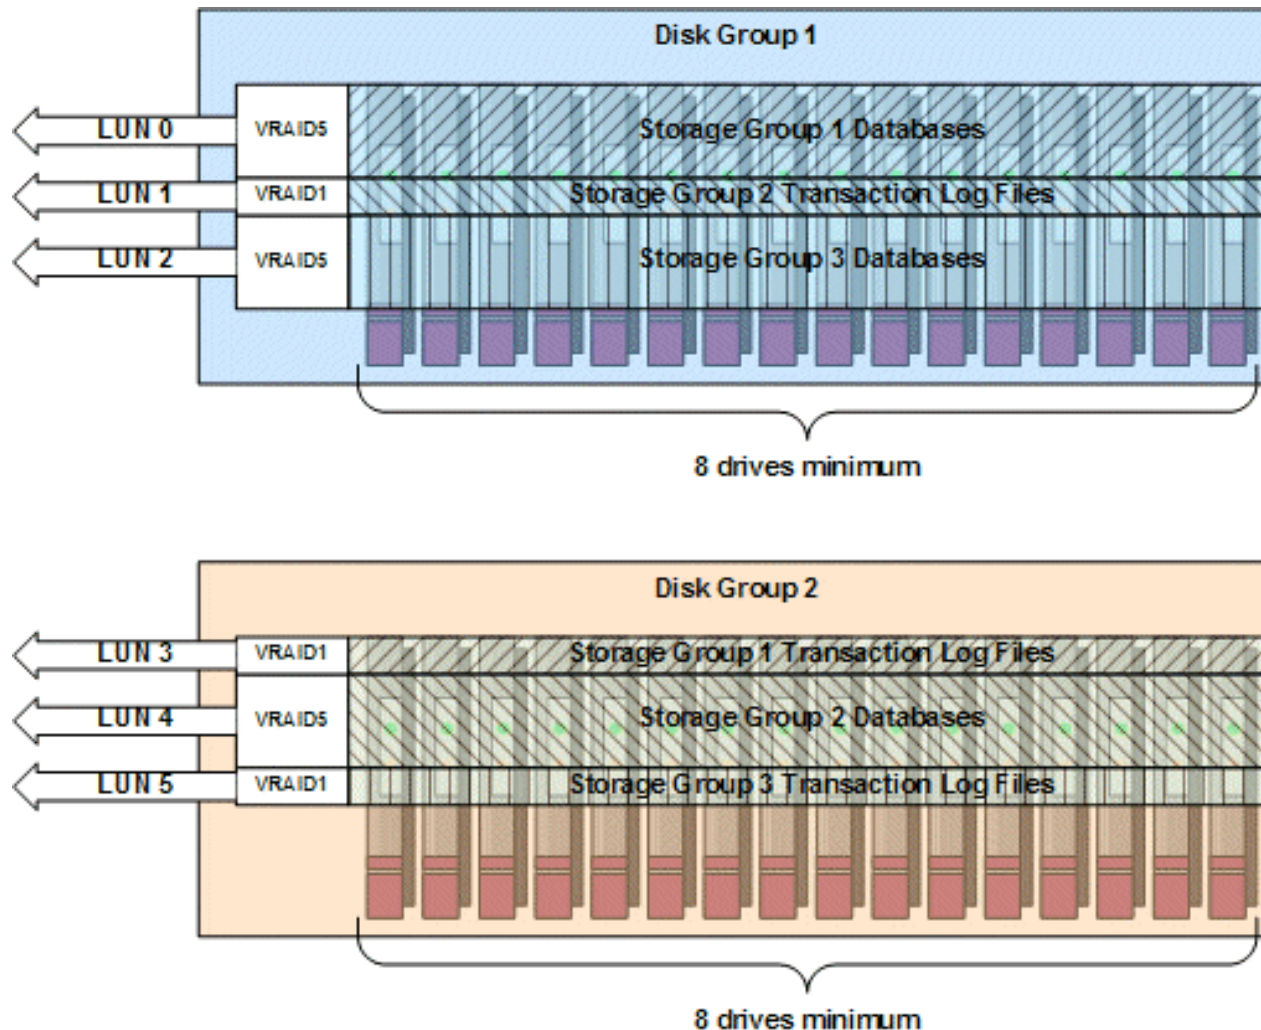 Disk Group 1
LUN 0 VRAID5 Storage Group 1 Databases
LUN 1 VRAID1 Storage Group 2 Transaction Log Files
LUN 2 VRAID5 Storage Group 3 Databases
8 drives minimum
Disk Group 2
LUN 3 VRAID1 Storage Group 1 Transaction Log Files
LUN 4 VRAID5 Storage Group 2 Databases
LUN 5 VRAID1 Storage Group 3 Transaction Log Files
8 drives minimum